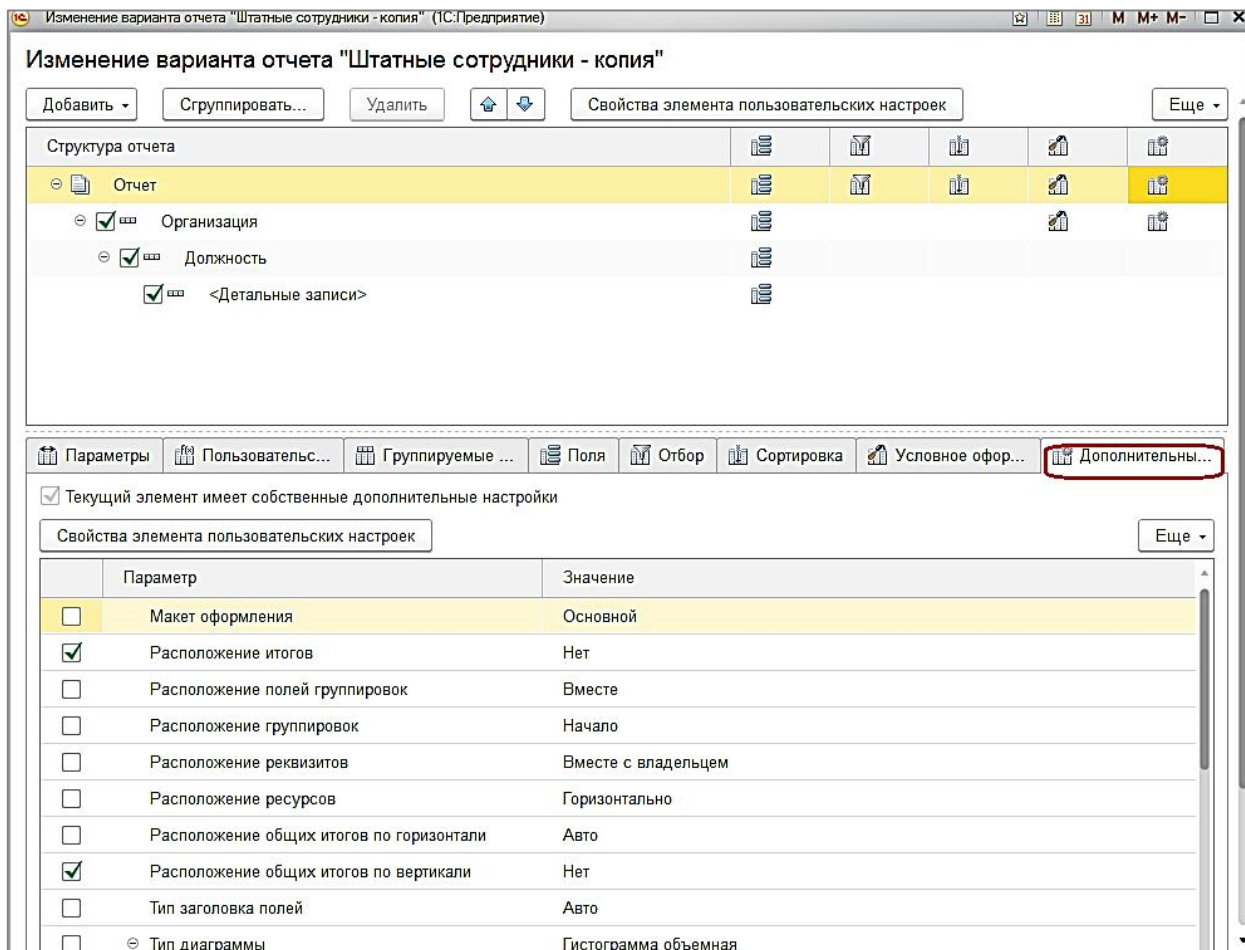 Изменение варианта отчета "Штатные сотрудники - копия" (1С:Предприятие) 31 M M+ M-
Изменение варианта отчета "Штатные сотрудники - копия"
Добавить Сгруппировать... Удалить Свойства элемента пользовательских настроек Еще
Структура отчета
Отчет
Организация
Должность
<Детальные записи>
Параметры Пользовательс... Группируемые ... Поля Отбор Сортировка Условное офор... Дополнительны...
Текущий элемент имеет собственные дополнительные настройки
Свойства элемента пользовательских настроек Еще
Параметр Значение
Макет оформления Основной
Расположение итогов Нет
Расположение полей группировок Вместе
Расположение группировок Начало
Расположение реквизитов Вместе с владельцем
Расположение ресурсов Горизонтально
Расположение общих итогов по горизонтали Авто
Расположение общих итогов по вертикали Нет
Тип заголовка полей Авто
Тип диаграммы Гистограмма объемная